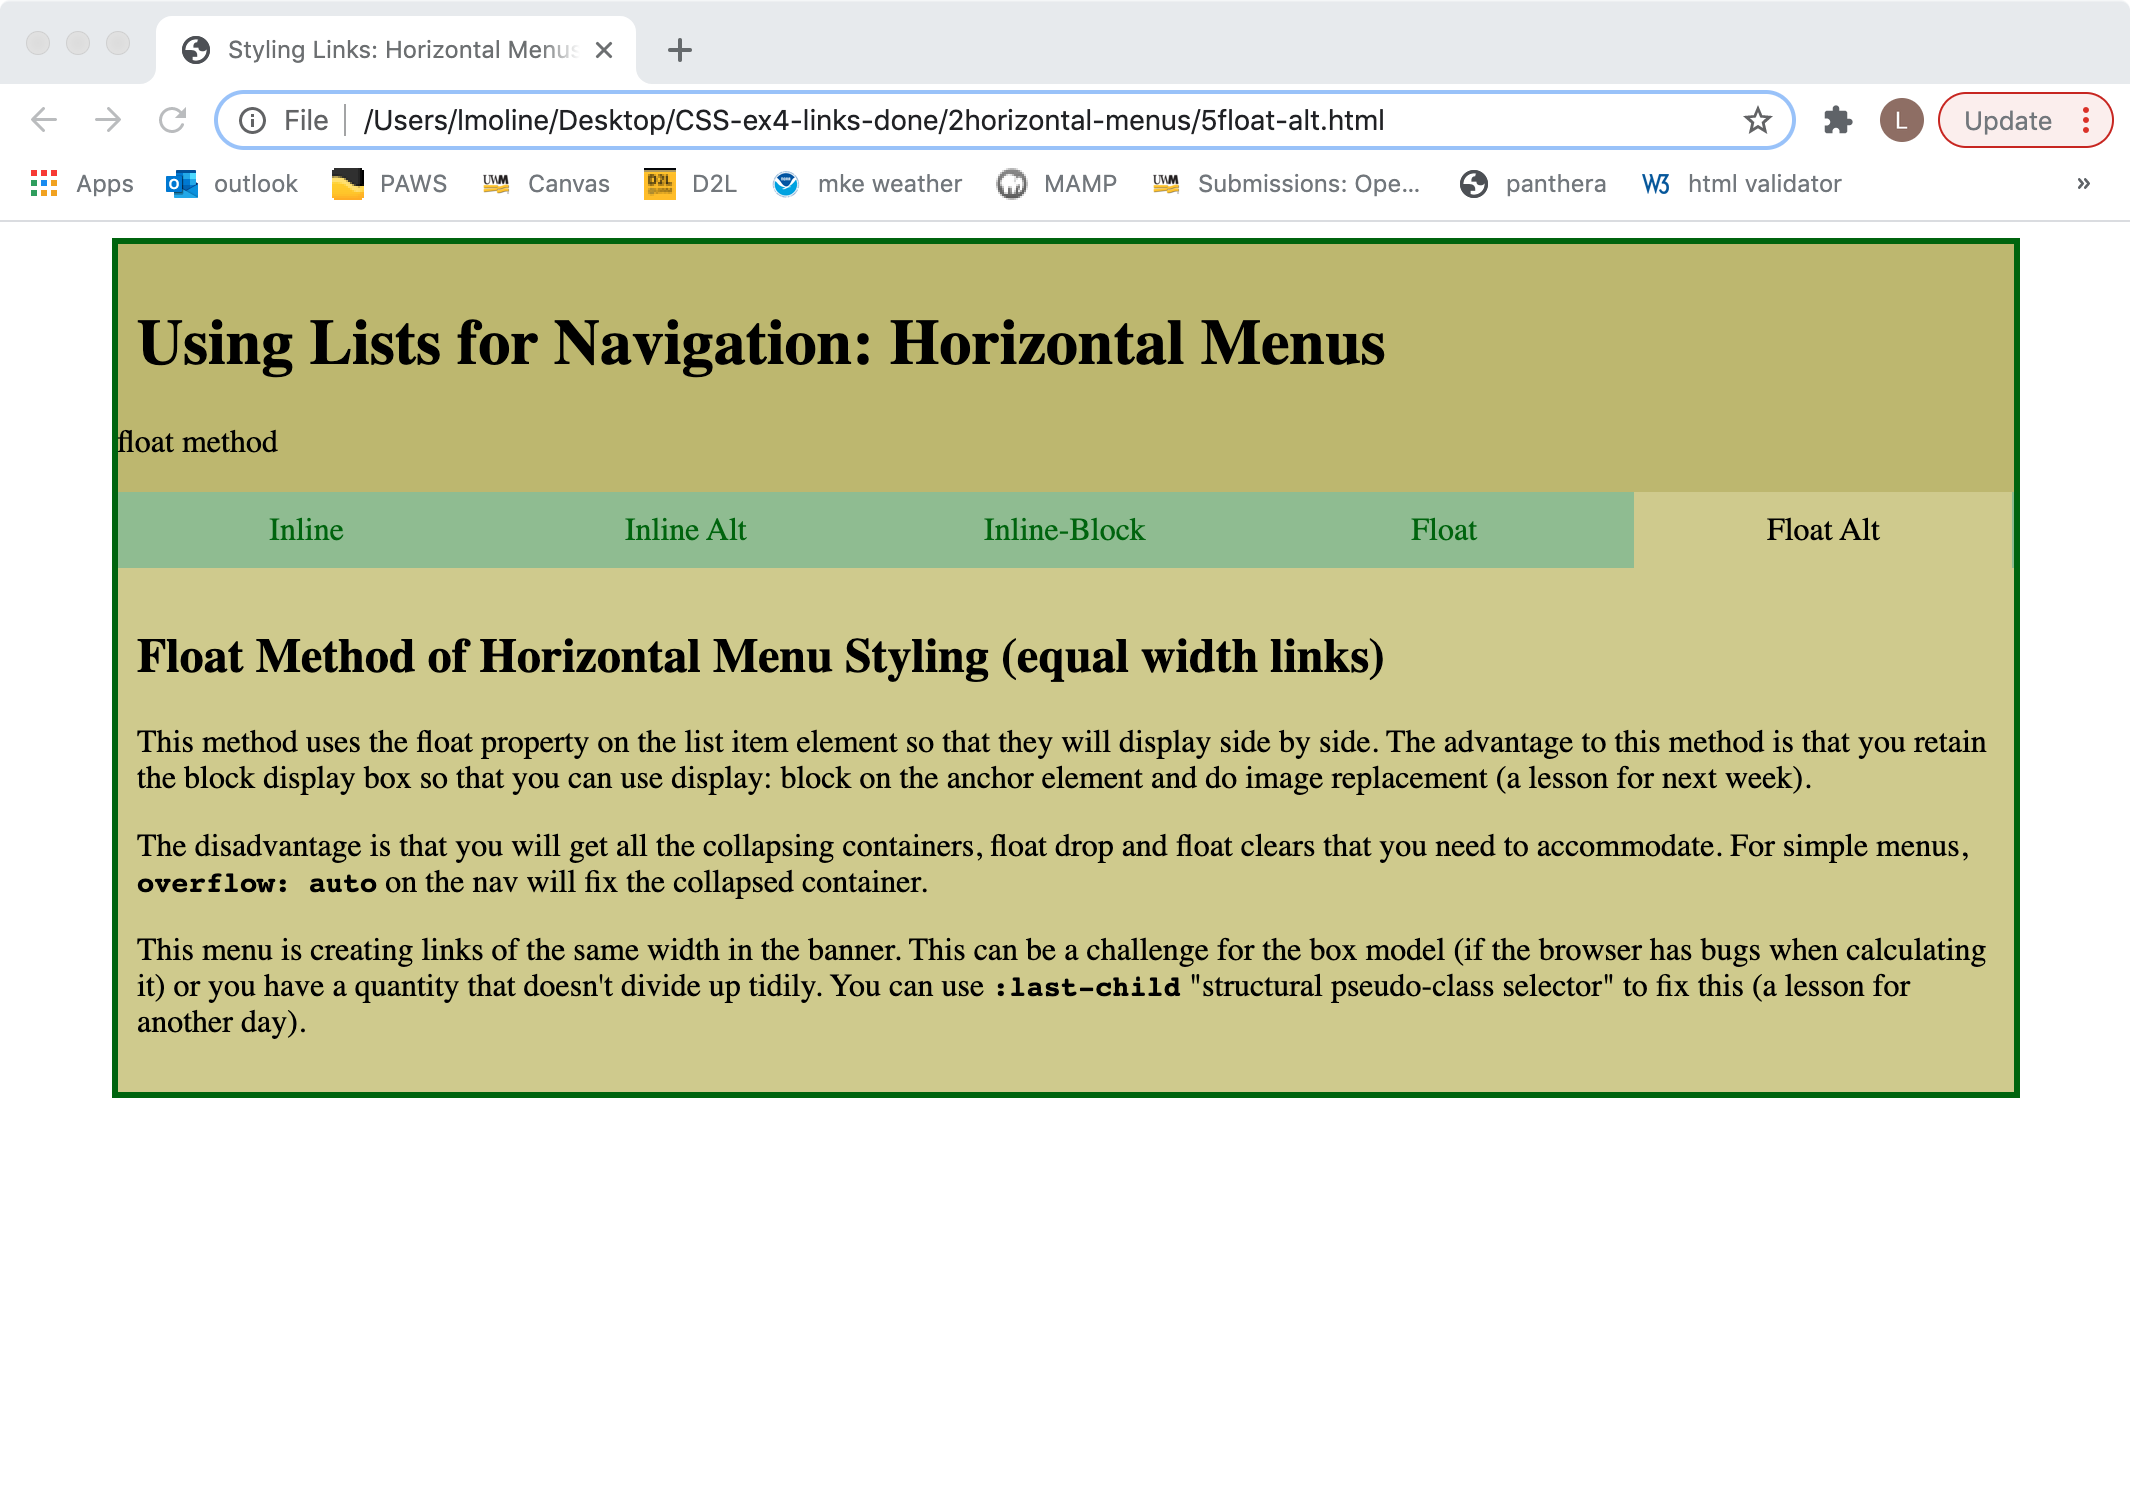 Styling Links: Horizontal Menus
File /Users/lmoline/Desktop/CSS-ex4-links-done/2horizontal-menus/5float-alt.html L Update
Apps outlook PAWS UWM Canvas D2L D2L mke weather MAMP UWM Submissions: Ope... panthera W3 html validator »
Using Lists for Navigation: Horizontal Menus
float method
Inline Inline Alt Inline-Block Float Float Alt
Float Method of Horizontal Menu Styling (equal width links)
This method uses the float property on the list item element so that they will display side by side. The advantage to this method is that you retain
the block display box so that you can use display: block on the anchor element and do image replacement (a lesson for next week).
The disadvantage is that you will get all the collapsing containers, float drop and float clears that you need to accommodate. For simple menus,
overflow: auto on the nav will fix the collapsed container.
This menu is creating links of the same width in the banner. This can be a challenge for the box model (if the browser has bugs when calculating
it) or you have a quantity that doesn't divide up tidily. You can use :last-child "structural pseudo-class selector" to fix this (a lesson for
another day).